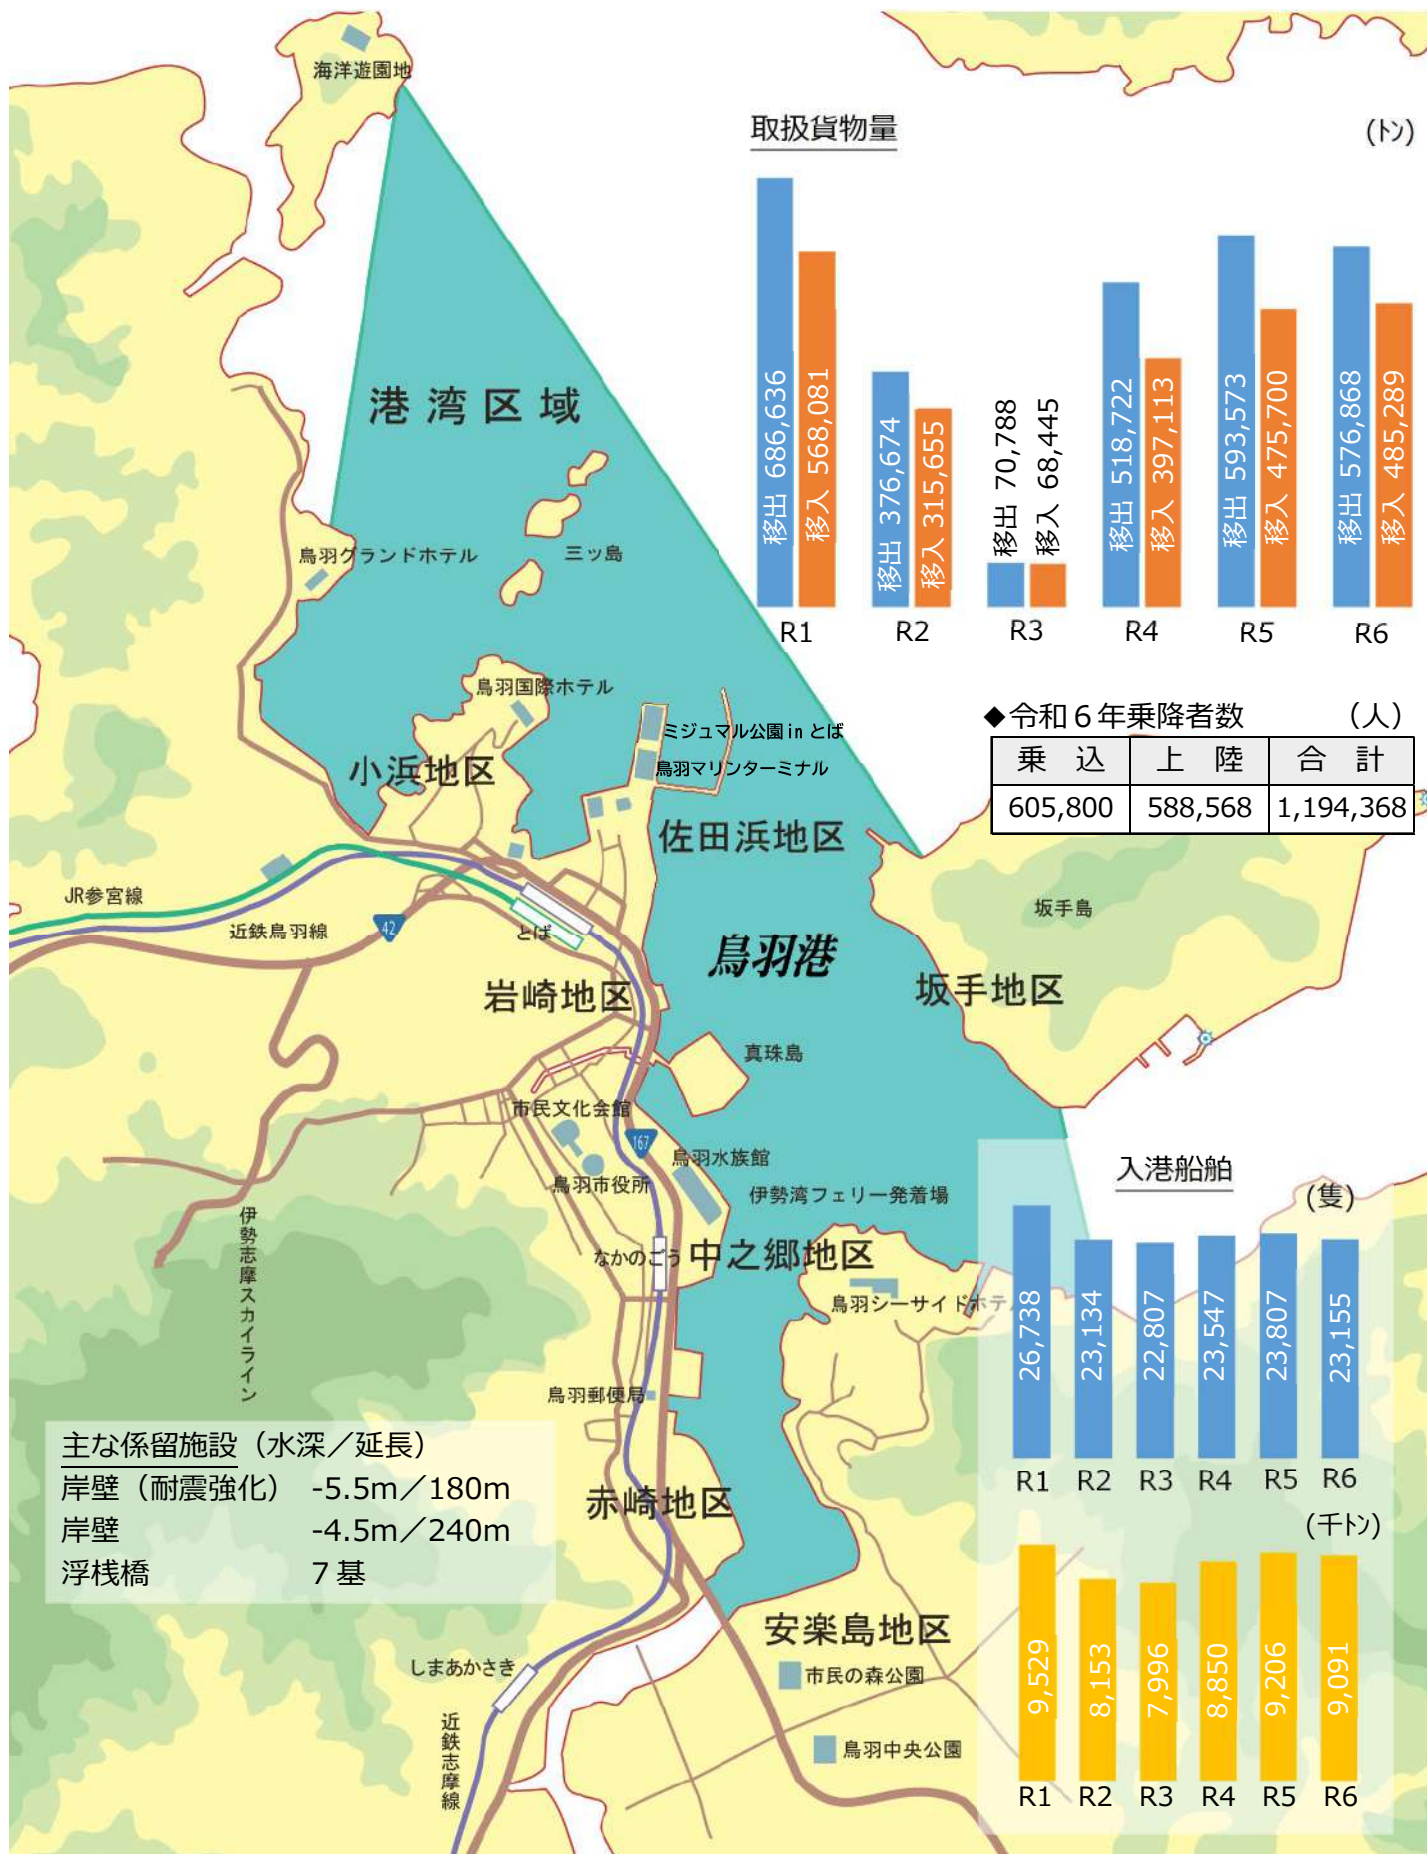 海洋遊園地
取扱貨物量
(トン)
移出 686,636
移入 568,081
移出 376,674
移入 315,655
移出 70,788
移入 68,445
移出 518,722
移入 397,113
移出 593,573
移入 475,700
移出 576,868
移入 485,289
R1 R2 R3 R4 R5 R6
港湾区域
鳥羽グランドホテル
三ッ島
鳥羽国際ホテル
ミジュマル公園 in とば
鳥羽マリンターミナル
小浜地区
佐田浜地区
◆令和6年乗降者数 (人)
乗 込 上 陸 合 計
605,800 588,568 1,194,368
JR参宮線
近鉄鳥羽線
42
とば
坂手島
鳥羽港
坂手地区
岩崎地区
真珠島
市民文化会館
167
鳥羽水族館
鳥羽市役所
伊勢湾フェリー発着場
伊勢志摩スカイライン
なかのごう
中之郷地区
鳥羽シーサイドホテ
鳥羽郵便局
入港船舶
(隻)
26,738
23,134
22,807
23,547
23,807
23,155
R1 R2 R3 R4 R5 R6
(千トン)
9,529
8,153
7,996
8,850
9,206
9,091
R1 R2 R3 R4 R5 R6
主な係留施設(水深/延長)
岸壁(耐震強化) -5.5m/180m
岸壁 -4.5m/240m
浮桟橋 7基
赤崎地区
安楽島地区
しまあかさき
市民の森公園
近鉄志摩線
鳥羽中央公園